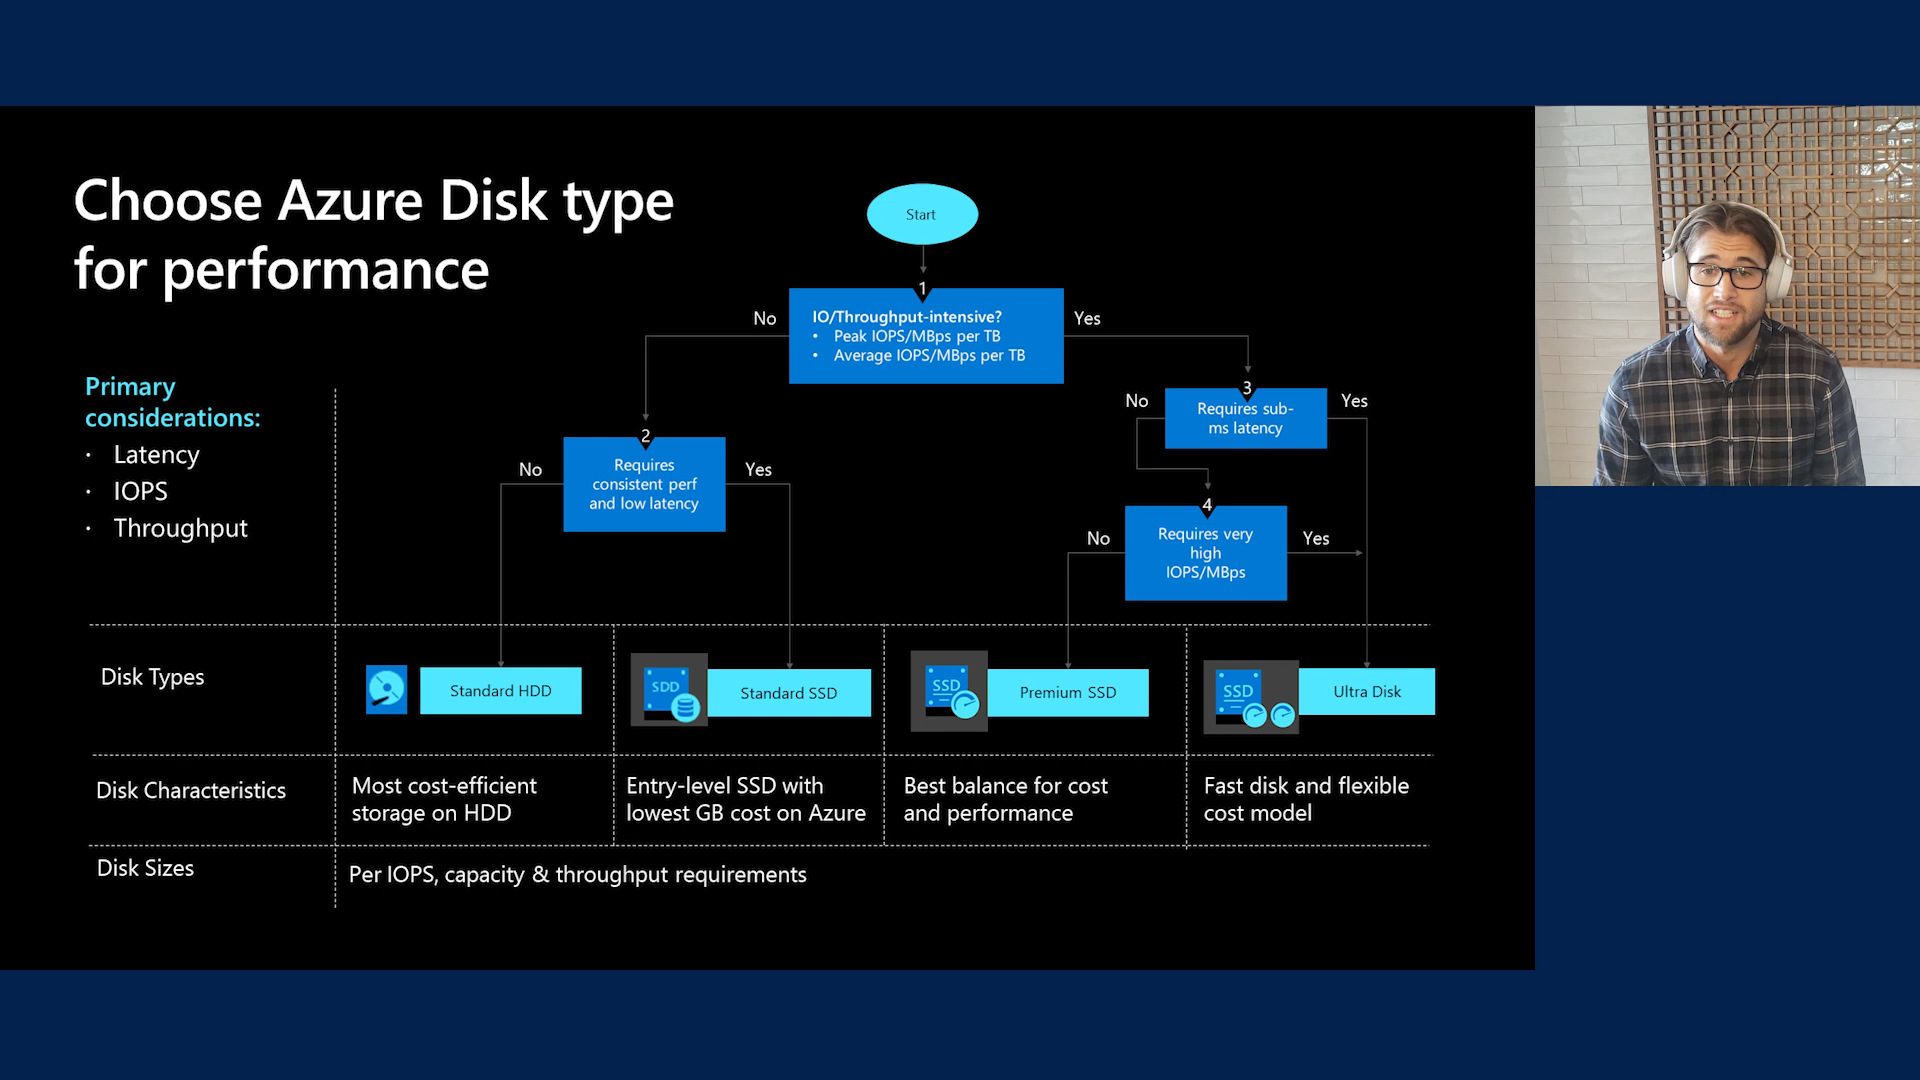 Choose Azure Disk type
for performance
Start
1
IO/Throughput-intensive?
• Peak IOPS/MBps per TB
• Average IOPS/MBps per TB
No
Yes
Primary
considerations:
· Latency
· IOPS
· Throughput
2
Requires
consistent perf
and low latency
No
Yes
3
Requires sub-
ms latency
No
Yes
4
Requires very
high
IOPS/MBps
No
Yes
Disk Types
Standard HDD
SDD
Standard SSD
SSD
Premium SSD
SSD
Ultra Disk
Disk Characteristics
Most cost-efficient
storage on HDD
Entry-level SSD with
lowest GB cost on Azure
Best balance for cost
and performance
Fast disk and flexible
cost model
Disk Sizes
Per IOPS, capacity & throughput requirements